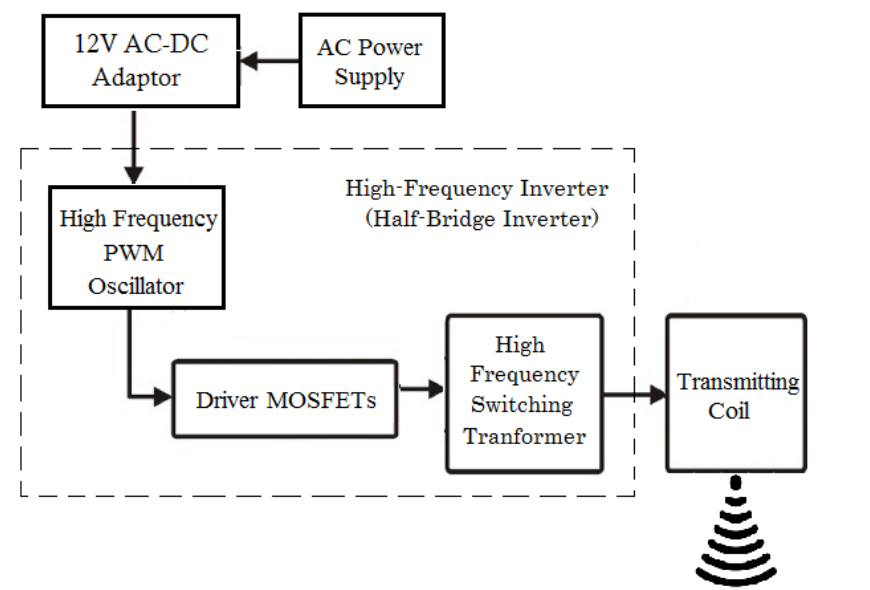 12V AC-DC
Adaptor
AC Power
Supply
High-Frequency Inverter
(Half-Bridge Inverter)
High Frequency
PWM
Oscillator
Driver MOSFETs
High
Frequency
Switching
Tranformer
Transmitting
Coil